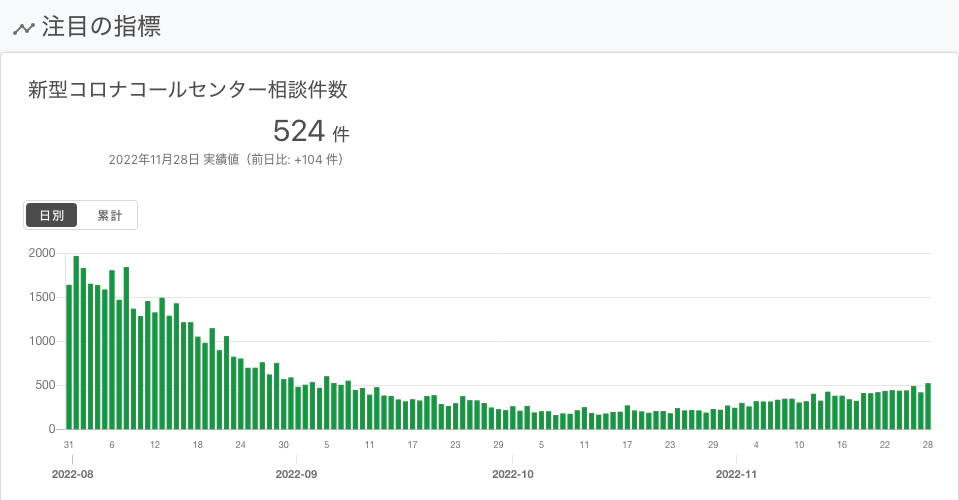 注目の指標
新型コロナコールセンター相談件数
524 件
2022年11月28日 実績値（前日比: +104 件）
日別 累計
2000
1500
1000
500
0
31 6 12 18 24 30 5 11 17 23 29 5 11 17 23 29 4 10 16 22 28
2022-08 2022-09 2022-10 2022-11